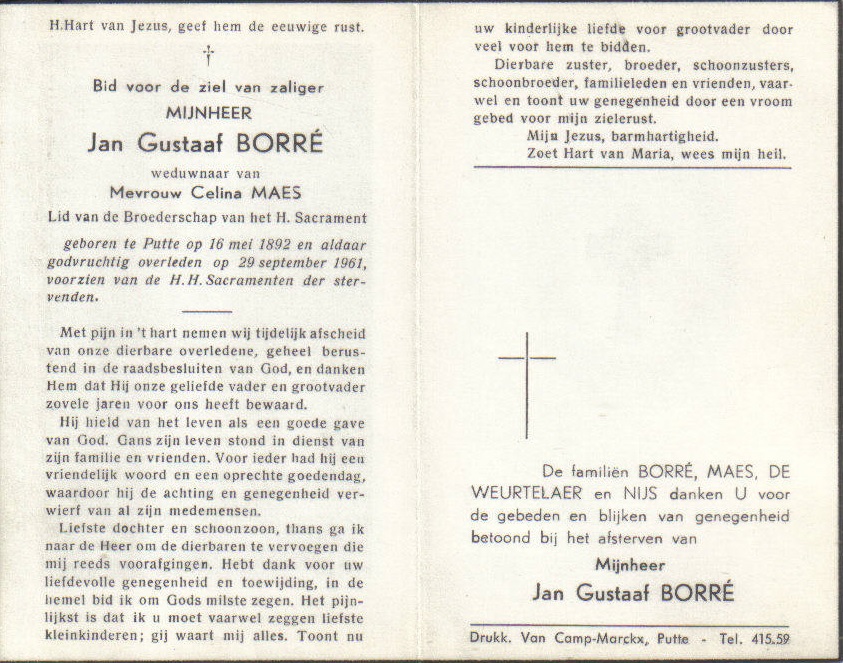 H.Hart van Jezus, geef hem de eeuwige rust.
†
Bid voor de ziel van zaliger
MIJNHEER
Jan Gustaaf BORRÉ
weduwnaar van
Mevrouw Celina MAES
Lid van de Broederschap van het H. Sacrament
geboren te Putte op 16 mei 1892 en aldaar
godvruchtig overleden op 29 september 1961,
voorzien van de H.H. Sacramenten der ster-
venden.
Met pijn in 't hart nemen wij tijdelijk afscheid
van onze dierbare overledene, geheel berus-
tend in de raadsbesluiten van God, en danken
Hem dat Hij onze geliefde vader en grootvader
zovele jaren voor ons heeft bewaard.
Hij hield van het leven als een goede gave
van God. Gans zijn leven stond in dienst van
zijn familie en vrienden. Voor ieder had hij een
vriendelijk woord en een oprechte goedendag,
waardoor hij de achting en genegenheid ver-
wierf van al zijn medemensen.
Liefste dochter en schoonzoon, thans ga ik
naar de Heer om de dierbaren te vervoegen die
mij reeds voorafgingen. Hebt dank voor uw
liefdevolle genegenheid en toewijding, in de
hemel bid ik om Gods milste zegen. Het pijn-
lijkst is dat ik u moet vaarwel zeggen liefste
kleinkinderen; gij waart mij alles. Toont nu
uw kinderlijke liefde voor grootvader door
veel voor hem te bidden.
Dierbare zuster, broeder, schoonzusters,
schoonbroeder, familieleden en vrienden, vaar-
wel en toont uw genegenheid door een vroom
gebed voor mijn zielerust.
Mijn Jezus, barmhartigheid.
Zoet Hart van Maria, wees mijn heil.
De familiën BORRÉ, MAES, DE
WEURTELAER en NIJS danken U voor
de gebeden en blijken van genegenheid
betoond bij het afsterven van
Mijnheer
Jan Gustaaf BORRÉ
Drukk. Van Camp-Marckx, Putte - Tel. 415.59